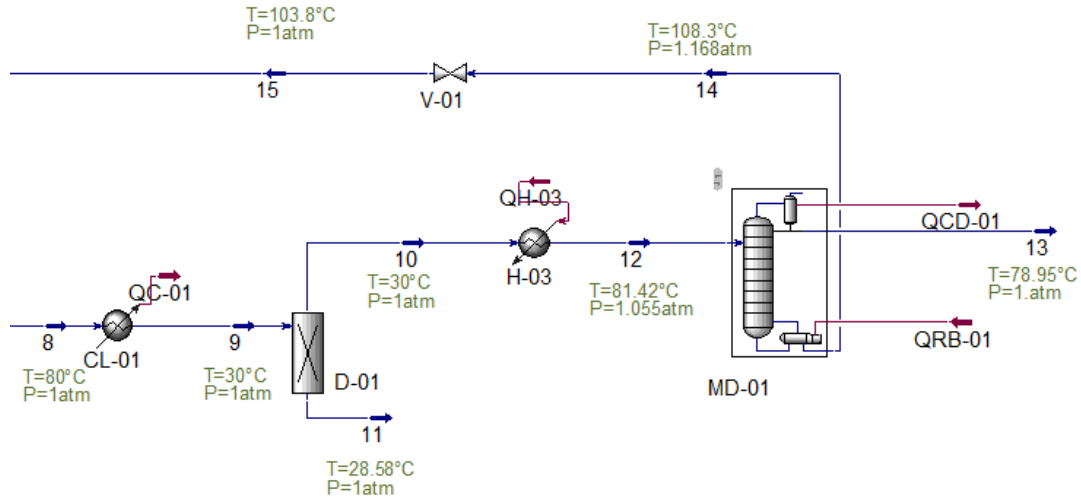 T=103.8°C
P=1atm
T=108.3°C
P=1.168atm
15
V-01
14
QH-03
QCD-01
13
10
H-03
12
QC-01
T=30°C
P=1atm
T=81.42°C
P=1.055atm
T=78.95°C
P=1.atm
8
CL-01
9
QRB-01
T=80°C
P=1atm
T=30°C
P=1atm
D-01
MD-01
11
T=28.58°C
P=1atm